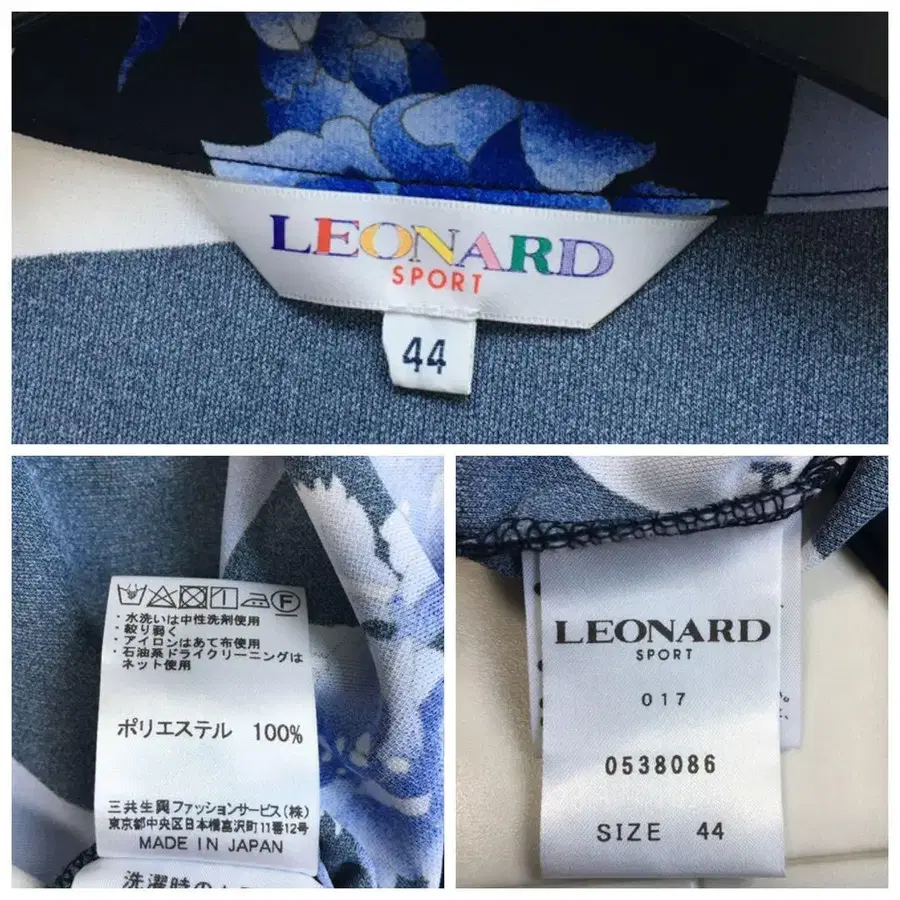 LEONARD
SPORT
44
・水洗いは中性洗剤使用
・絞り弱く
・アイロンはあて布使用
・石油系ドライクリーニングは
ネット使用
ポリエステル 100%
三共生興ファッションサービス(株)
東京都中央区日本橋富沢町11番12号
MADE IN JAPAN
LEONARD
SPORT
017
0538086
SIZE 44